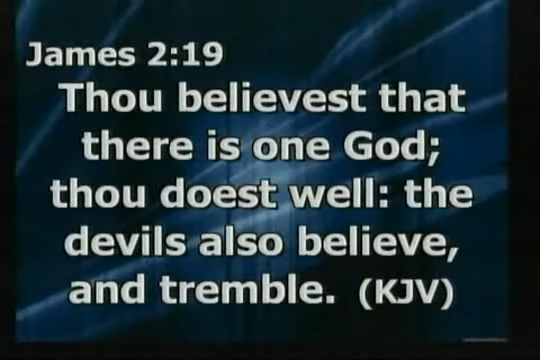 James 2:19
Thou believest that
there is one God;
thou doest well: the
devils also believe,
and tremble. (KJV)